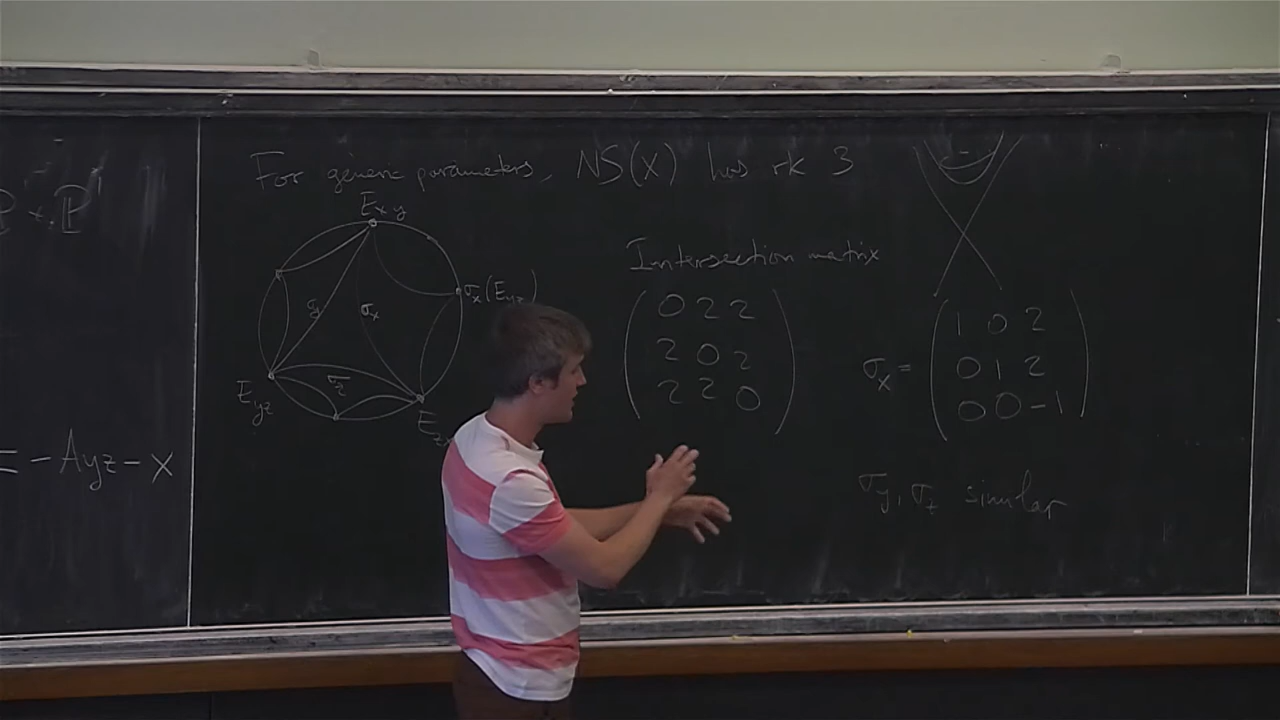 ℙ × ℙ¹
= -Ayz - x
For generic parameters, NS(X) has rk 3
E_xy
σ_x(E_yz)
σ_y
σ_x
σ_z
E_yz
Intersection matrix
0 2 2
2 0 2
2 2 0
σ_x =
1 0 2
0 1 2
0 0 -1
σ_y, σ_z similar